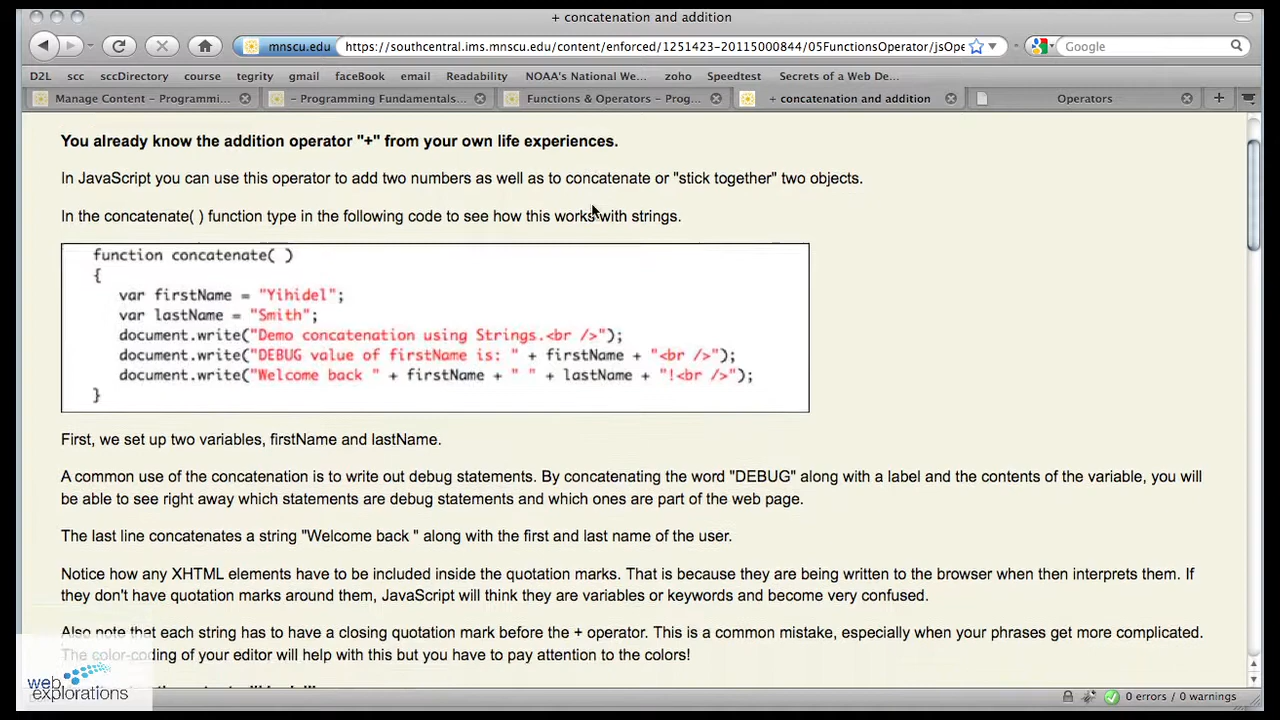 + concatenation and addition
mnscu.edu https://southcentral.ims.mnscu.edu/content/enforced/1251423-20115000844/05FunctionsOperator/jsOpe Google
D2L scc sccDirectory course tegrity gmail faceBook email Readability NOAA's National We... zoho Speedtest Secrets of a Web De...
Manage Content – Programmi... – Programming Fundamentals... Functions & Operators – Prog... + concatenation and addition Operators
You already know the addition operator "+" from your own life experiences.
In JavaScript you can use this operator to add two numbers as well as to concatenate or "stick together" two objects.
In the concatenate( ) function type in the following code to see how this works with strings.
function concatenate( )
{
var firstName = "Yihidel";
var lastName = "Smith";
document.write("Demo concatenation using Strings.<br />");
document.write("DEBUG value of firstName is: " + firstName + "<br />");
document.write("Welcome back " + firstName + " " + lastName + "!<br />");
}
First, we set up two variables, firstName and lastName.
A common use of the concatenation is to write out debug statements. By concatenating the word "DEBUG" along with a label and the contents of the variable, you will
be able to see right away which statements are debug statements and which ones are part of the web page.
The last line concatenates a string "Welcome back " along with the first and last name of the user.
Notice how any XHTML elements have to be included inside the quotation marks. That is because they are being written to the browser when then interprets them. If
they don't have quotation marks around them, JavaScript will think they are variables or keywords and become very confused.
Also note that each string has to have a closing quotation mark before the + operator. This is a common mistake, especially when your phrases get more complicated.
The color-coding of your editor will help with this but you have to pay attention to the colors!
web
explorations
0 errors / 0 warnings